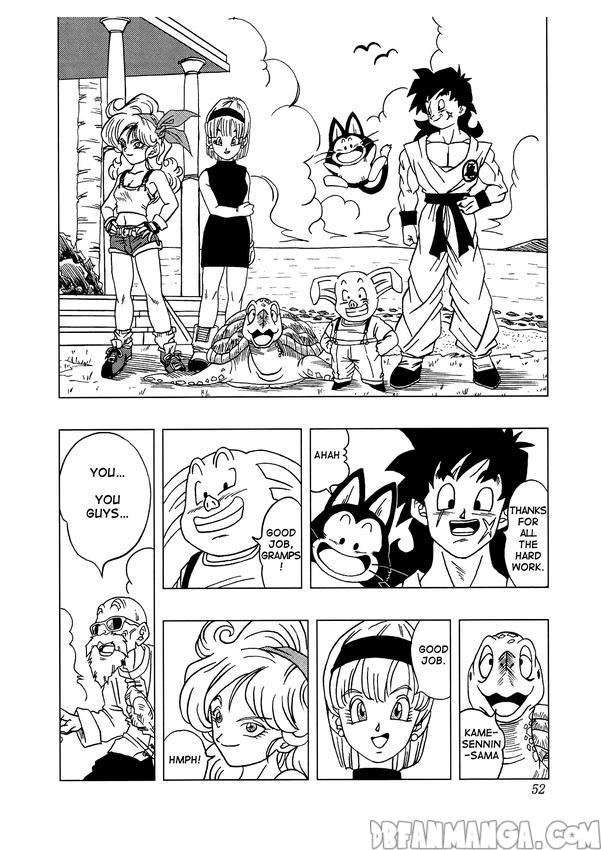 THANKS
FOR
ALL
THE
HARD
WORK.
AHAH
GOOD
JOB,
GRAMPS
!
KAME-
SENNIN
-SAMA
GOOD
JOB.
HMPH!
YOU...
YOU
GUYS...
52
DBFANMANGA.COM